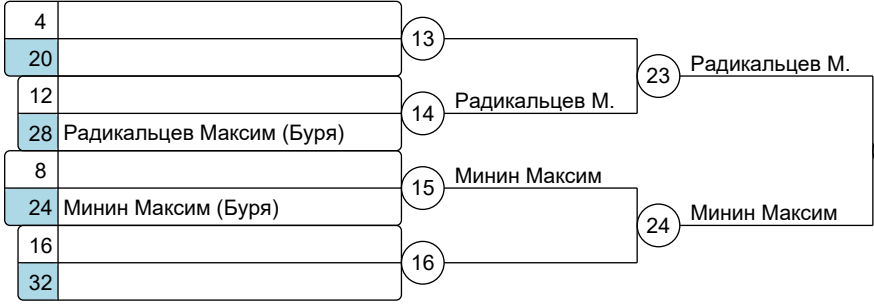 4
13
20
23 Радикальцев М.
12
14 Радикальцев М.
28 Радикальцев Максим (Буря)
8
15 Минин Максим
24 Минин Максим (Буря)
24 Минин Максим
16
16
32